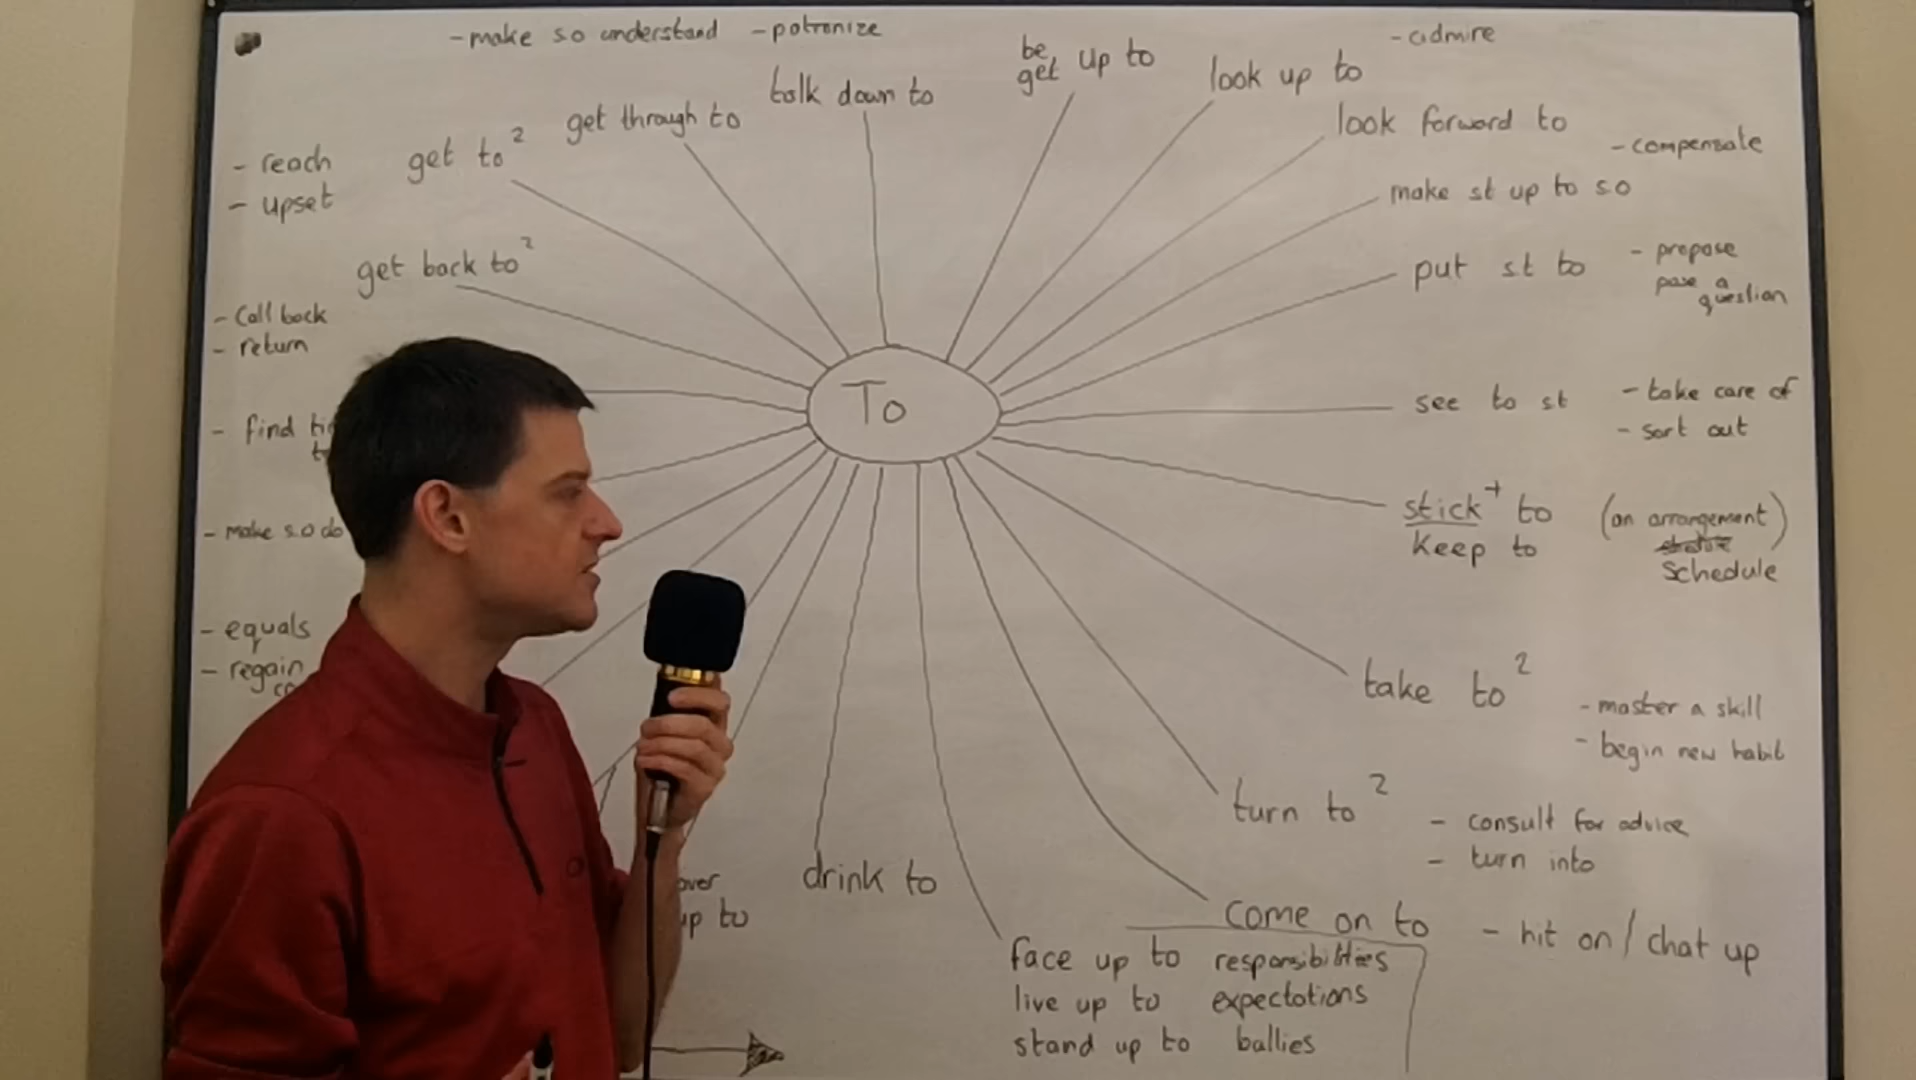 - make so understand - patronize
- admire
be
get up to
look up to
talk down to
get through to
look forward to
- compensate
get to ²
- reach
- upset
make st up to so
get back to ²
put st to
- propose
pose a
question
- call back
- return
To
see to st
- take care of
- sort out
- find
stick + to
keep to
(an arrangement)
schedule
- make s.o do
- equals
- regain
take to ²
- master a skill
- begin new habit
turn to ²
- consult for advice
- turn into
drink to
over
up to
come on to
- hit on / chat up
face up to responsibilities
live up to expectations
stand up to ballies